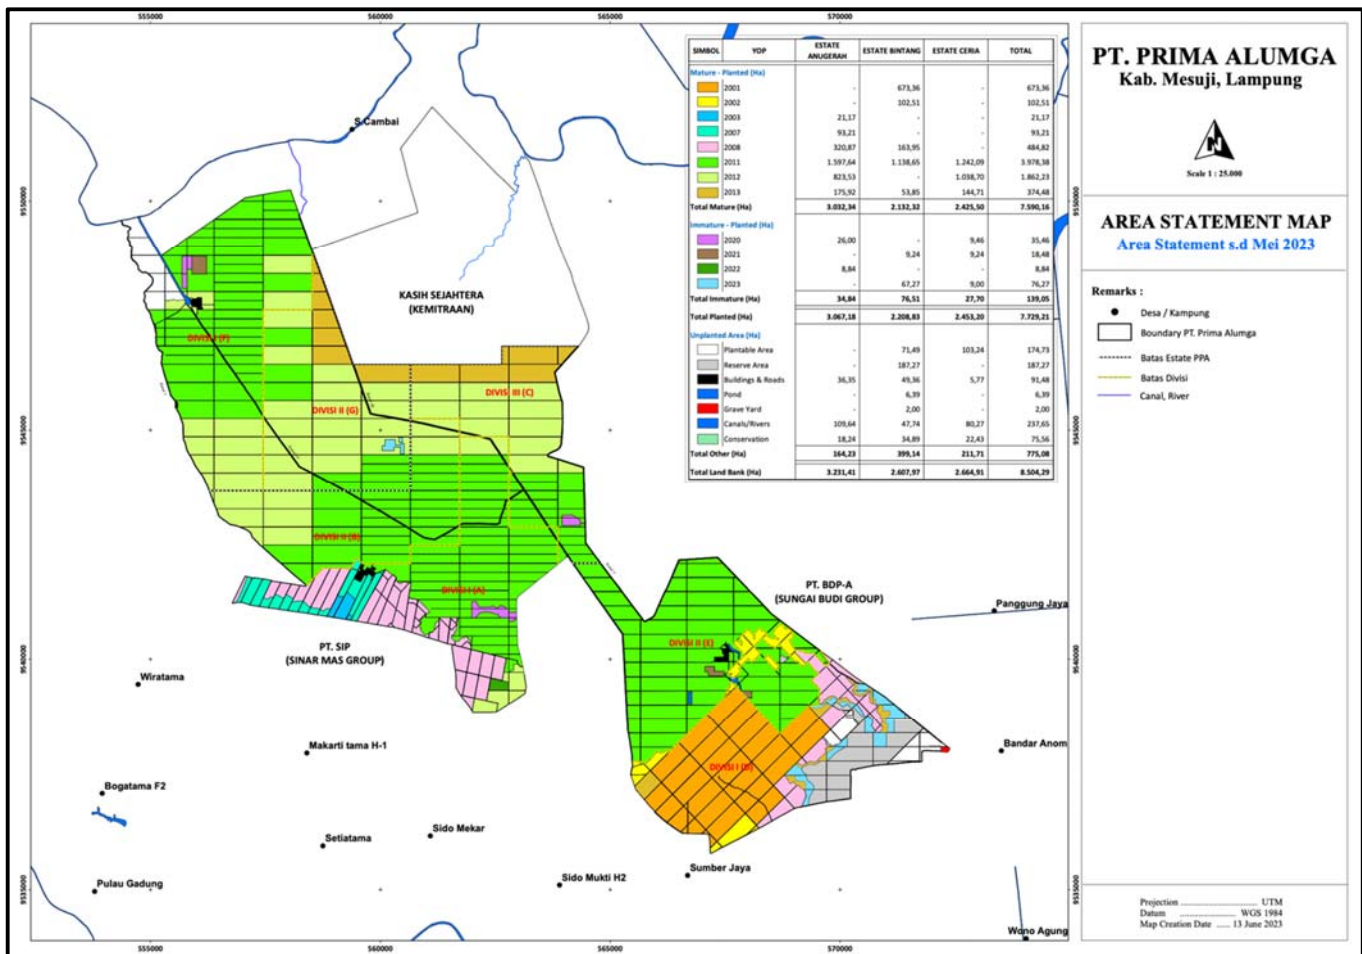 555000 560000 565000 570000
PT. PRIMA ALUMGA
Kab. Mesuji, Lampung
N
Scale 1 : 25.000
AREA STATEMENT MAP
Area Statement s.d Mei 2023
Remarks :
Desa / Kampung
Boundary PT. Prima Alumga
Batas Estate PPA
Batas Divisi
Canal, River
Projection ............ UTM
Datum ............ WGS 1984
Map Creation Date ...... 13 June 2023
SIMBOL YOP ESTATE ANUGERAH ESTATE BINTANG ESTATE CERIA TOTAL
Mature - Planted (Ha)
2001 - 673,36 - 673,36
2002 - 102,51 - 102,51
2003 21,17 - - 21,17
2007 93,21 - - 93,21
2008 320,87 163,95 - 484,82
2011 1.597,64 1.138,65 1.242,09 3.978,38
2012 823,53 - 1.038,70 1.862,23
2013 175,92 53,85 144,71 374,48
Total Mature (Ha) 3.032,34 2.132,32 2.425,50 7.590,16
Immature - Planted (Ha)
2020 26,00 - 9,46 35,46
2021 - 9,24 9,24 18,48
2022 8,84 - - 8,84
2023 - 67,27 9,00 76,27
Total Immature (Ha) 34,84 76,51 27,70 139,05
Total Planted (Ha) 3.067,18 2.208,83 2.453,20 7.729,21
Unplanted Area (Ha)
Plantable Area - 71,49 103,24 174,73
Reserve Area - 187,27 - 187,27
Buildings & Roads 36,35 49,36 5,77 91,48
Pond - 6,39 - 6,39
Grave Yard - 2,00 - 2,00
Canals/Rivers 109,64 47,74 80,27 237,65
Conservation 18,24 34,89 22,43 75,56
Total Other (Ha) 164,23 399,14 211,71 775,08
Total Land Bank (Ha) 3.231,41 2.607,97 2.664,91 8.504,29
S.Cambai
9550000
9550000
KASIH SEJAHTERA
(KEMITRAAN)
DIVISI I (F)
DIVISI III (C)
DIVISI II (G)
9545000
9545000
DIVISI II (B)
DIVISI I (A)
PT. BDP-A
(SUNGAI BUDI GROUP)
Panggung Jaya
DIVISI II (E)
PT. SIP
(SINAR MAS GROUP)
9540000
9540000
Wiratama
Makarti tama H-1
Bandar Anom
DIVISI I (D)
Bogatama F2
Setiatama
Sido Mekar
Sumber Jaya
Pulau Gadung
Sido Mukti H2
9535000
9535000
Wono Agung
555000 560000 565000 570000